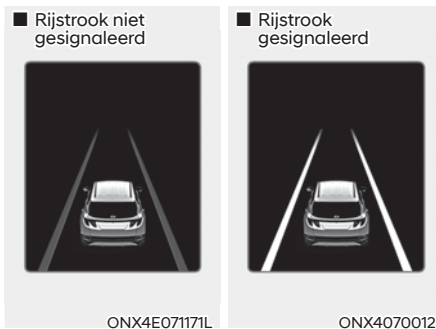 ■ Rijstrook niet
gesignaleerd
ONX4E071171L
■ Rijstrook
gesignaleerd
ONX4070012